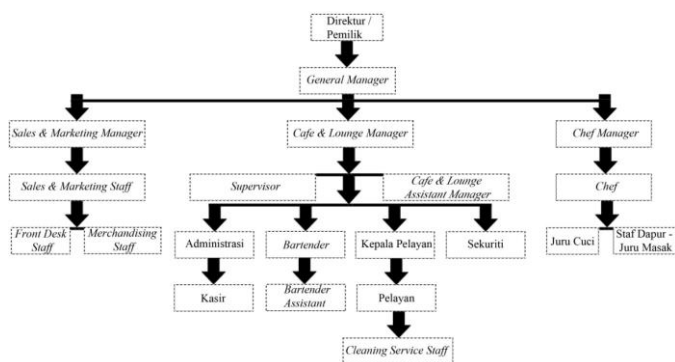 Direktur /
Pemilik
General Manager
Sales & Marketing Manager
Cafe & Lounge Manager
Chef Manager
Sales & Marketing Staff
Supervisor
Cafe & Lounge
Assistant Manager
Chef
Front Desk
Staff
Merchandising
Staff
Administrasi
Bartender
Kepala Pelayan
Sekuriti
Juru Cuci
Staf Dapur -
Juru Masak
Kasir
Bartender
Assistant
Pelayan
Cleaning Service Staff